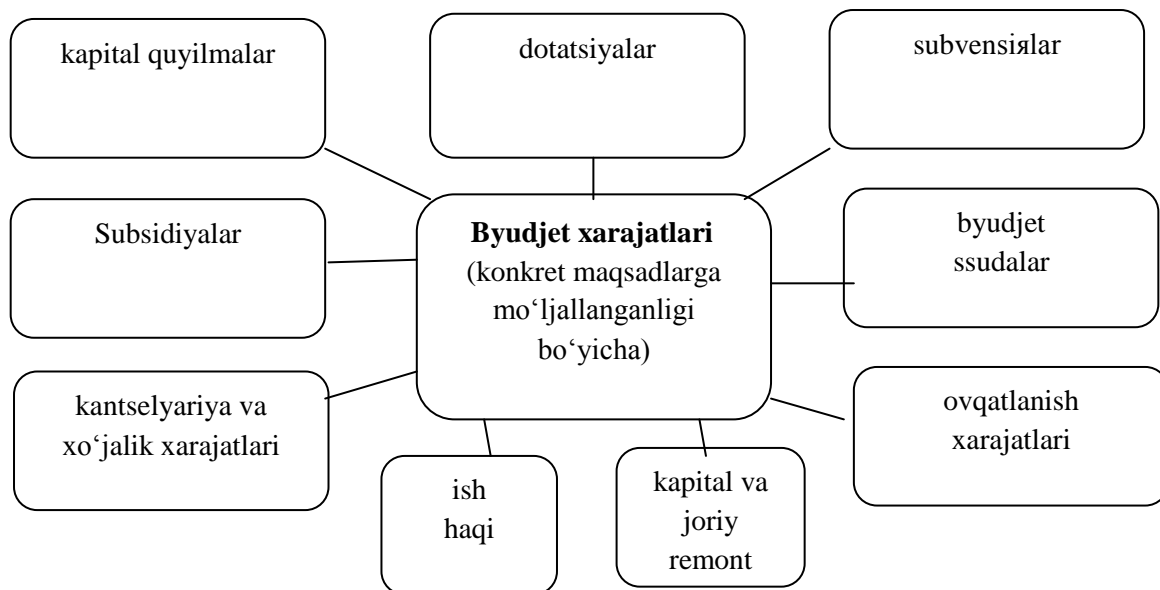 kapital quyilmalar
dotatsiyalar
subvensiяlar
Subsidiyalar
Byudjet xarajatlari
(konkret maqsadlarga
mo‘ljallanganligi
bo‘yicha)
byudjet
ssudalar
kantselyariya va
xo‘jalik xarajatlari
ish
haqi
kapital va
joriy
remont
ovqatlanish
xarajatlari